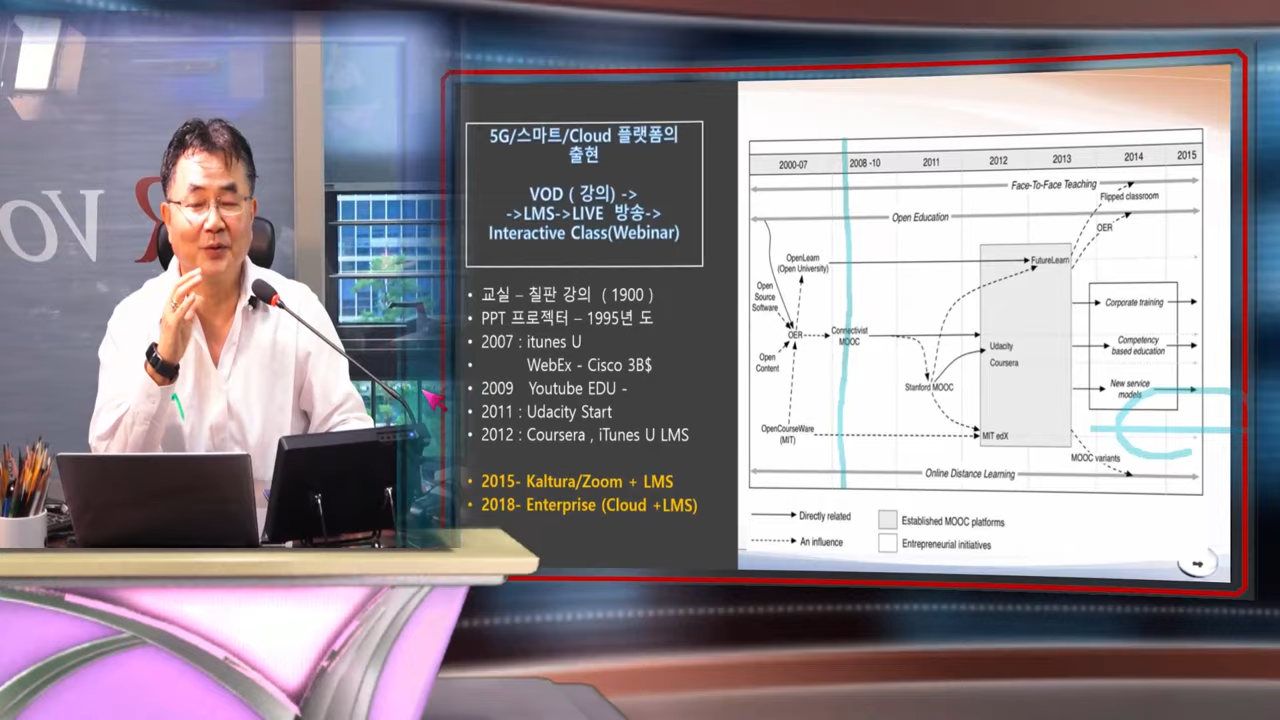 5G/스마트/Cloud 플랫폼의
출현
VOD ( 강의) ->
->LMS->LIVE 방송->
Interactive Class(Webinar)
• 교실 – 칠판 강의 ( 1900 )
• PPT 프로젝터 – 1995년 도
• 2007 : itunes U
• WebEx - Cisco 3B$
• 2009 Youtube EDU -
• 2011 : Udacity Start
• 2012 : Coursera , iTunes U LMS
• 2015- Kaltura/Zoom + LMS
• 2018- Enterprise (Cloud +LMS)
2000-07 2008 -10 2011 2012 2013 2014 2015
Face-To-Face Teaching
Flipped classroom
Open Education
OER
OpenLearn
(Open University)
FutureLearn
Open
Source
Software
Corporate training
OER
Connectivist
MOOC
Udacity
Coursera
Competency
based education
Open
Content
Stanford MOOC
New service
models
OpenCourseWare
(MIT)
MIT edX
MOOC variants
Online Distance Learning
Directly related
Established MOOC platforms
An influence
Entrepreneurial initiatives